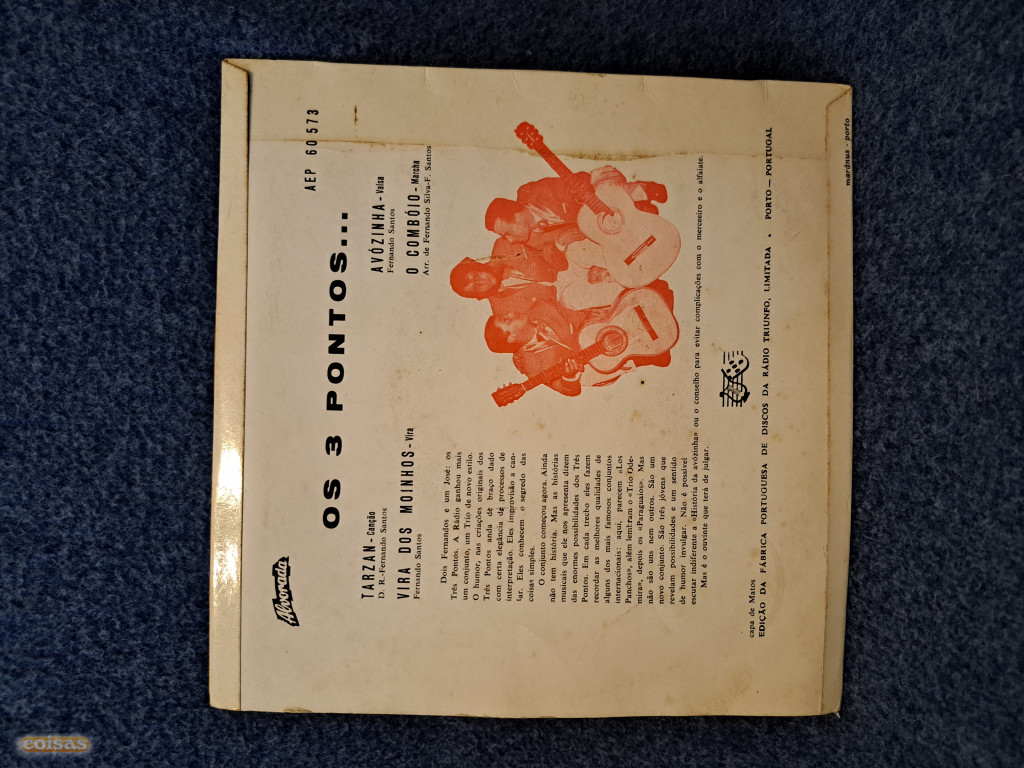 Alvorada
AEP 60 573
OS 3 PONTOS...
TARZAN - Canção
D. R.-Fernando Santos
VIRA DOS MOINHOS - Vira
Fernando Santos
AVÓZINHA - Valsa
Fernando Santos
O COMBÓIO - Marcha
Arr. de Fernando Silva-F. Santos
Dois Fernandos e um José: os
Três Pontos. A Rádio ganhou mais
um conjunto, um Trio de novo estilo.
O humor, nas criações originais dos
Três Pontos anda de braço dado
com certa elegância de processos de
interpretação. Eles improvisão a can-
tar. Eles conhecem o segredo das
coisas simples.
O conjunto começou agora. Ainda
não tem história. Mas as histórias
musicais que ele nos apresenta dizem
das enormes possibilidades dos Três
Pontos. Em cada trecho eles fazem
recordar as melhores qualidades de
alguns dos mais famosos conjuntos
internacionais: aqui, parecem «Los
Panchos», além lembram o «Trio Ode-
mira», depois os «Paraguaios». Mas
não são uns nem outros. São um
novo conjunto. São três jóvens que
revelam possibilidades e um sentido
de humor invulgar. Não é possível
escutar indiferente a «História da avózinha» ou o conselho para evitar complicações com o merceeiro e o alfaiate.
Mas é o ouvinte que terá de julgar.
capa de Matos
EDIÇÃO DA FÁBRICA PORTUGUESA DE DISCOS DA RÁDIO TRIUNFO, LIMITADA • PORTO — PORTUGAL
mardnus - porto
coisas